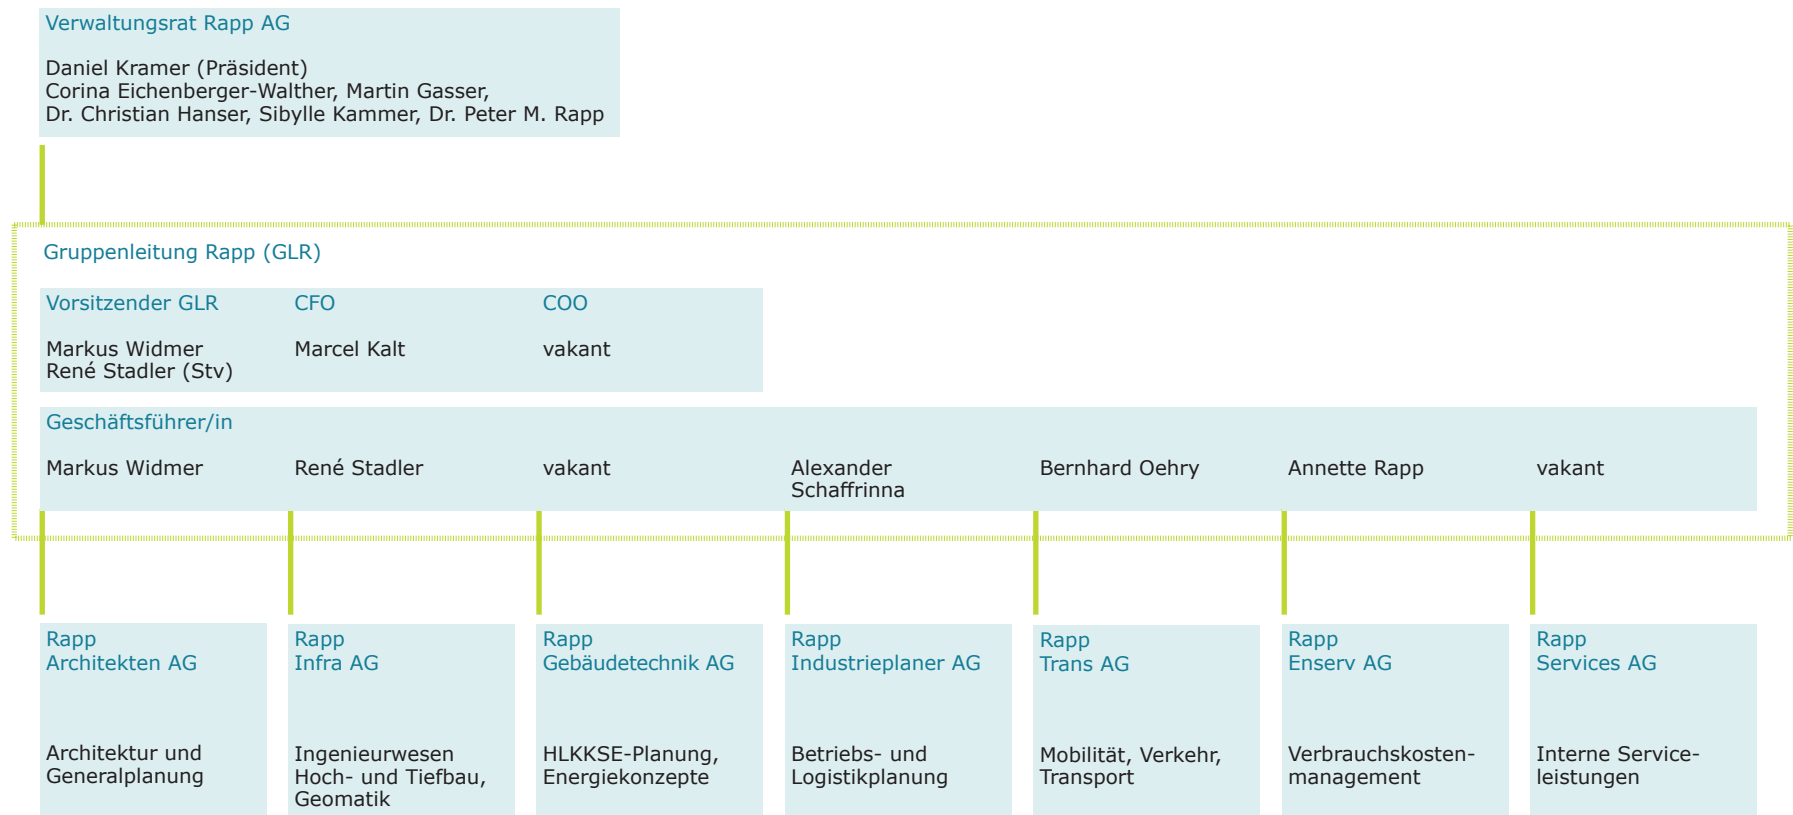 Verwaltungsrat Rapp AG
Daniel Kramer (Präsident)
Corina Eichenberger-Walther, Martin Gasser,
Dr. Christian Hanser, Sibylle Kammer, Dr. Peter M. Rapp
Gruppenleitung Rapp (GLR)
Vorsitzender GLR
Markus Widmer
René Stadler (Stv)
CFO
Marcel Kalt
COO
vakant
Geschäftsführer/in
Markus Widmer
René Stadler
vakant
Alexander
Schaffrinna
Bernhard Oehry
Annette Rapp
vakant
Rapp
Architekten AG
Architektur und
Generalplanung
Rapp
Infra AG
Ingenieurwesen
Hoch- und Tiefbau,
Geomatik
Rapp
Gebäudetechnik AG
HLKKSE-Planung,
Energiekonzepte
Rapp
Industrieplaner AG
Betriebs- und
Logistikplanung
Rapp
Trans AG
Mobilität, Verkehr,
Transport
Rapp
Enserv AG
Verbrauchskosten-
management
Rapp
Services AG
Interne Service-
leistungen